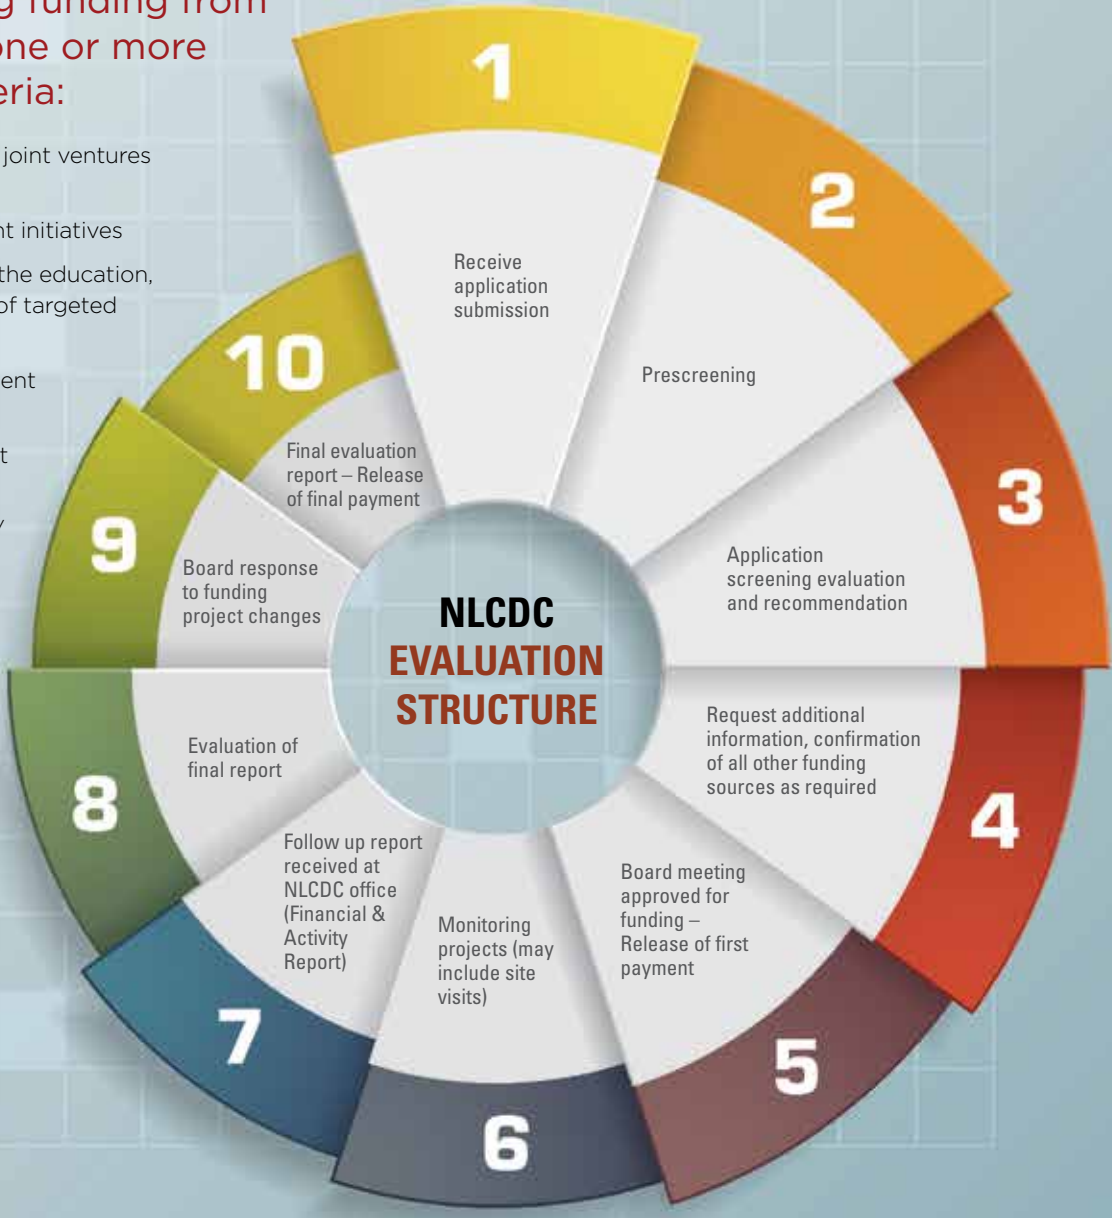 g funding from
one or more
eria:
joint ventures
nt initiatives
the education,
of targeted
ent
t
y
1
Receive
application
submission
2
Prescreening
3
Application
screening evaluation
and recommendation
4
Request additional
information, confirmation
of all other funding
sources as required
5
Board meeting
approved for
funding –
Release of first
payment
6
Monitoring
projects (may
include site
visits)
7
Follow up report
received at
NLCDC office
(Financial &
Activity
Report)
8
Evaluation of
final report
9
Board response
to funding
project changes
10
Final evaluation
report – Release
of final payment
NLCDC
EVALUATION
STRUCTURE